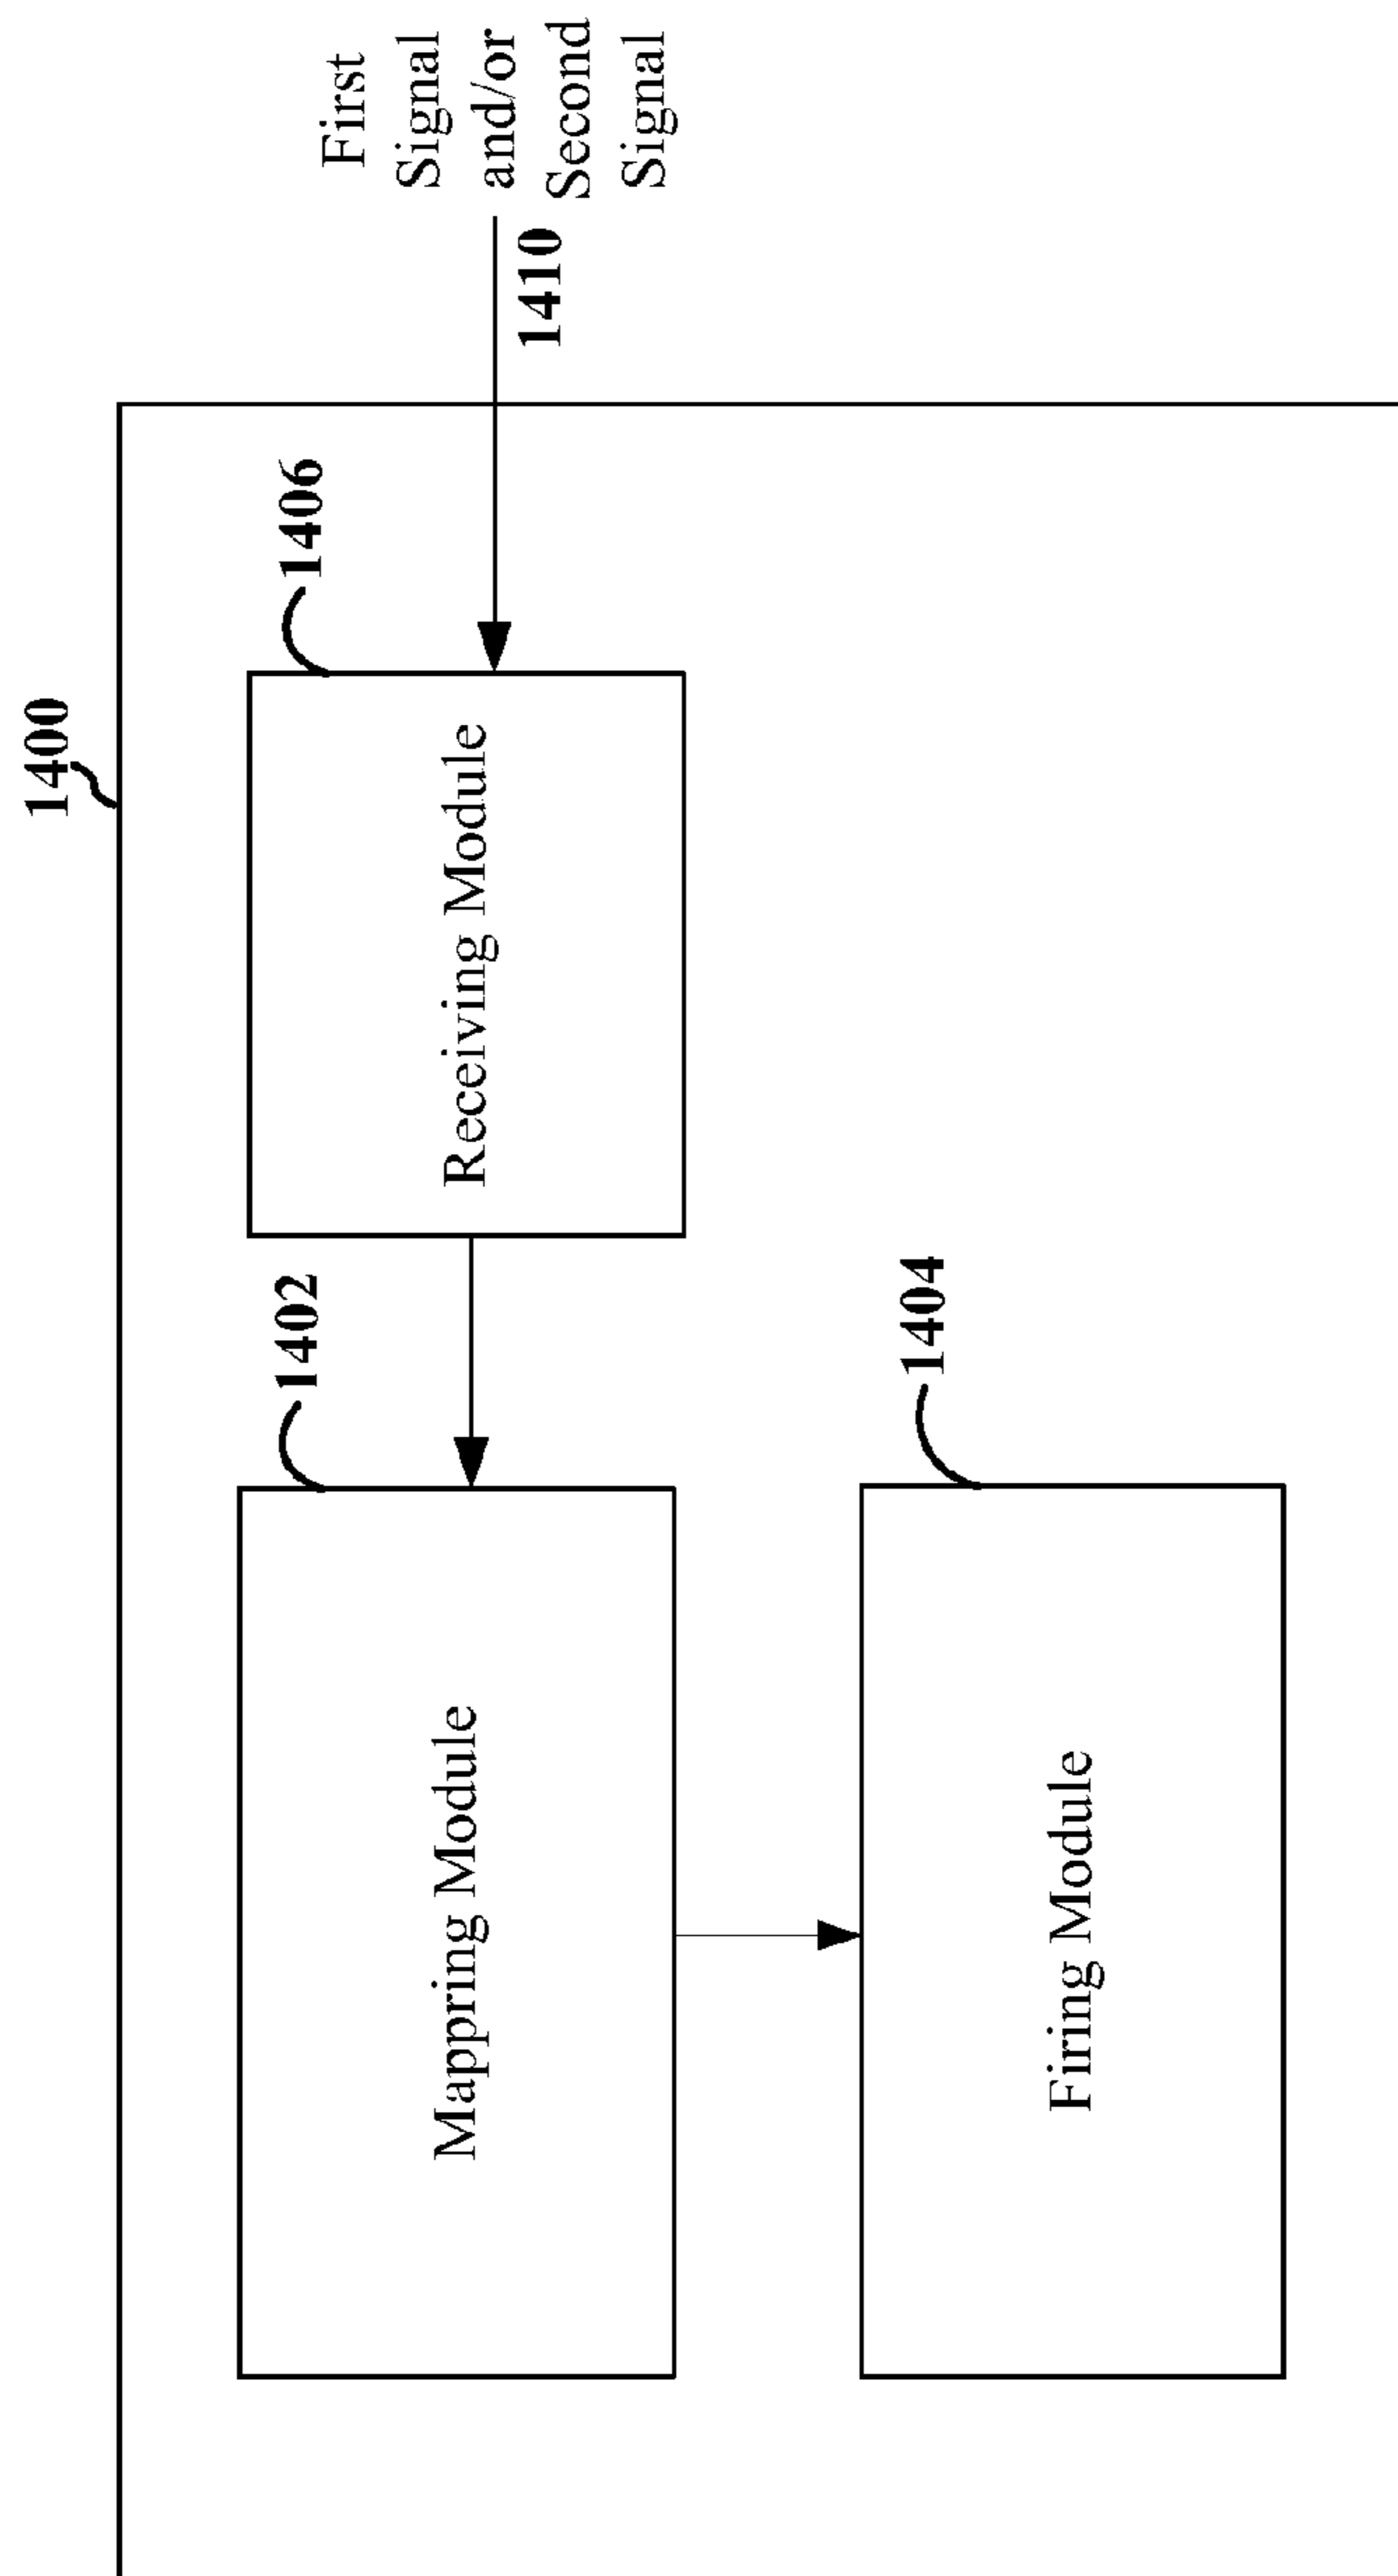 1400
1402
Mappring Module
1406
Receiving Module
First
Signal
and/or
Second
Signal
1410
1404
Firing Module